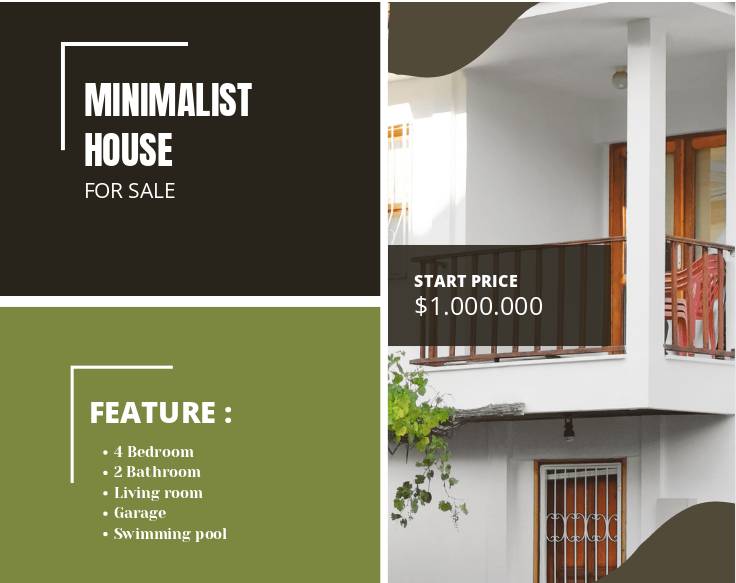 MINIMALIST
HOUSE
FOR SALE
START PRICE
$1.000.000
FEATURE :
• 4 Bedroom
• 2 Bathroom
• Living room
• Garage
• Swimming pool